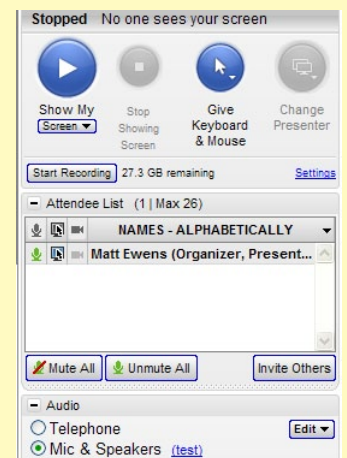 Stopped No one sees your screen
Show My
Screen
Stop
Showing
Screen
Give
Keyboard
& Mouse
Change
Presenter
Start Recording 27.3 GB remaining Settings
Attendee List (1 | Max 26)
NAMES - ALPHABETICALLY
Matt Ewens (Organizer, Present...
Mute All Unmute All Invite Others
Audio
Telephone Edit
Mic & Speakers (test)